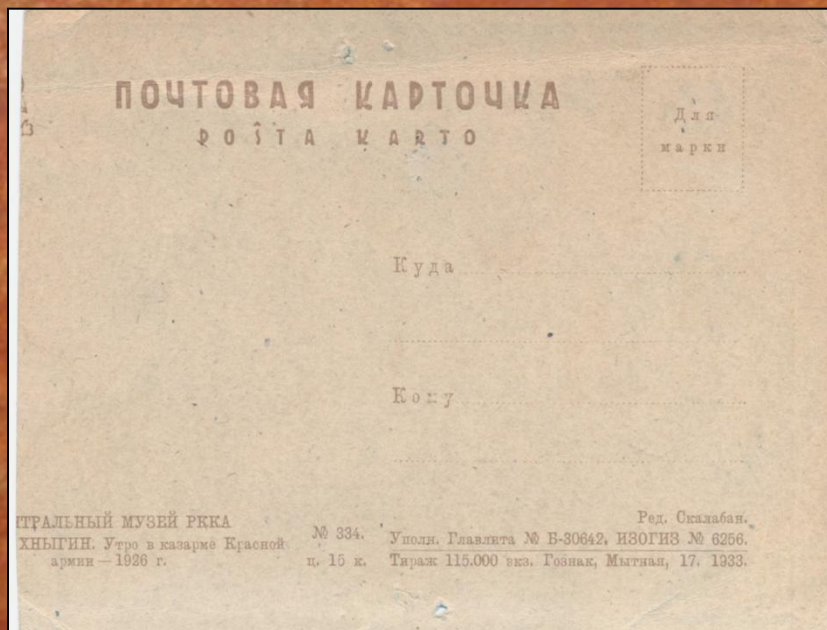 ПОЧТОВАЯ КАРТОЧКА
POŜTA KARTO
Для
марки
Куда
Кому
ТРАЛЬНЫЙ МУЗЕЙ РККА
ХНЫГИН. Утро в казарме Красной
армии — 1926 г.
№ 334.
ц. 15 к.
Ред. Скалабан.
Уполн. Главлита № Б-30642, ИЗОГИЗ № 6256.
Тираж 115.000 экз. Гознак, Мытная, 17. 1933.